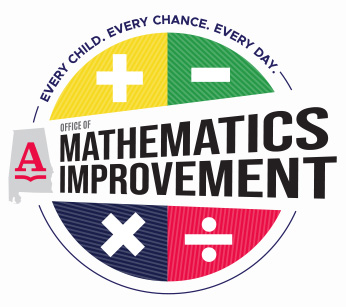 EVERY CHILD. EVERY CHANCE. EVERY DAY.
OFFICE OF
MATHEMATICS
IMPROVEMENT
A